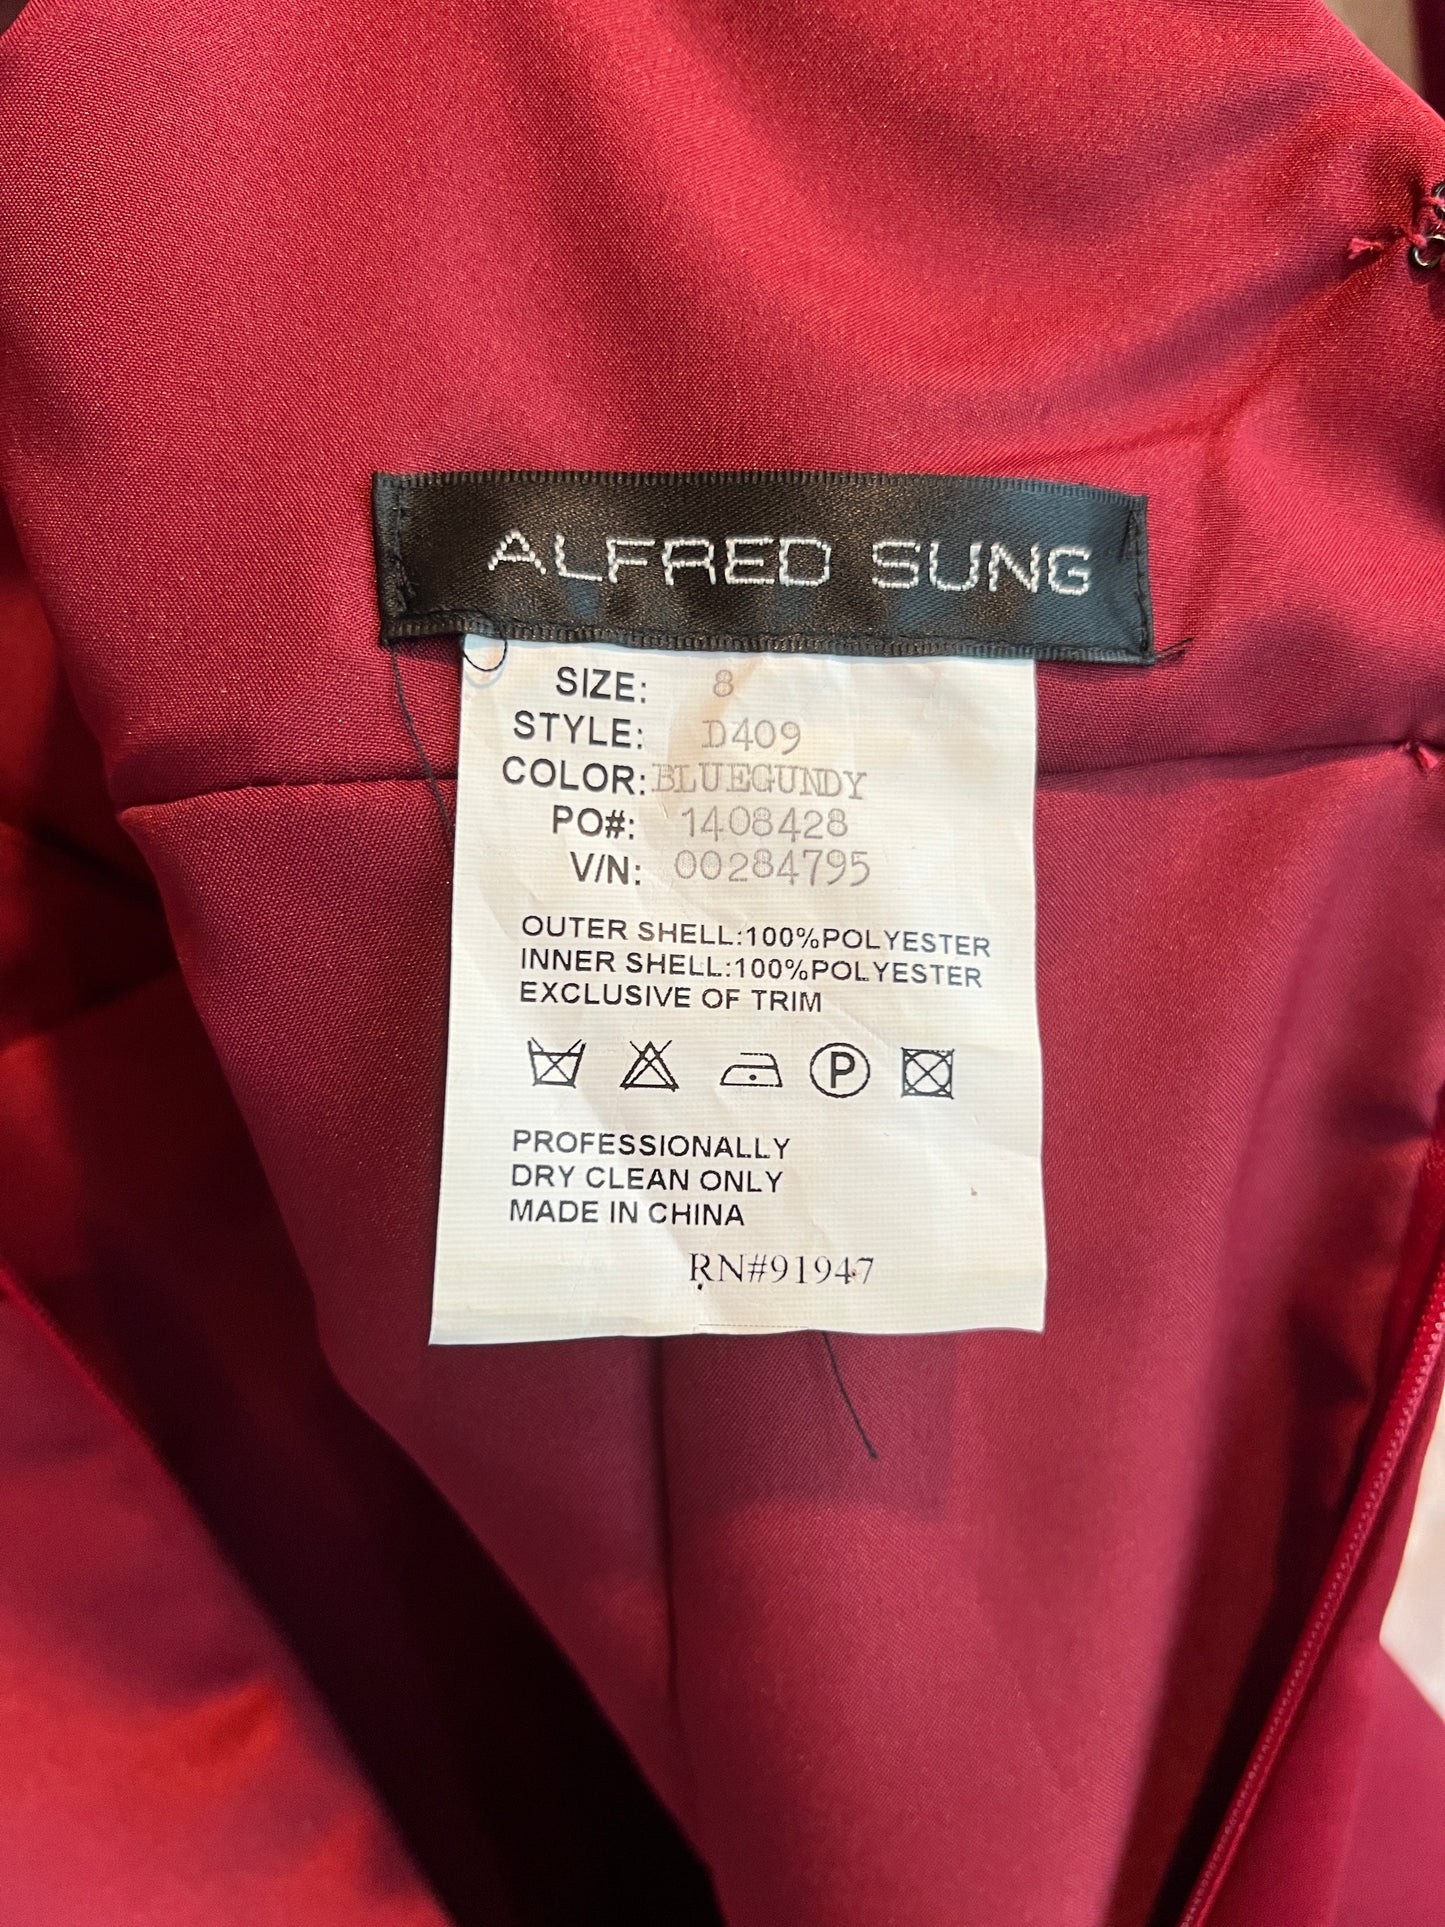 ALFRED SUNG
SIZE: 8
STYLE: D409
COLOR: BLUEGUNDY
PO#: 1408428
V/N: 00284795
OUTER SHELL:100%POLYESTER
INNER SHELL:100%POLYESTER
EXCLUSIVE OF TRIM
P
PROFESSIONALLY
DRY CLEAN ONLY
MADE IN CHINA
RN#91947